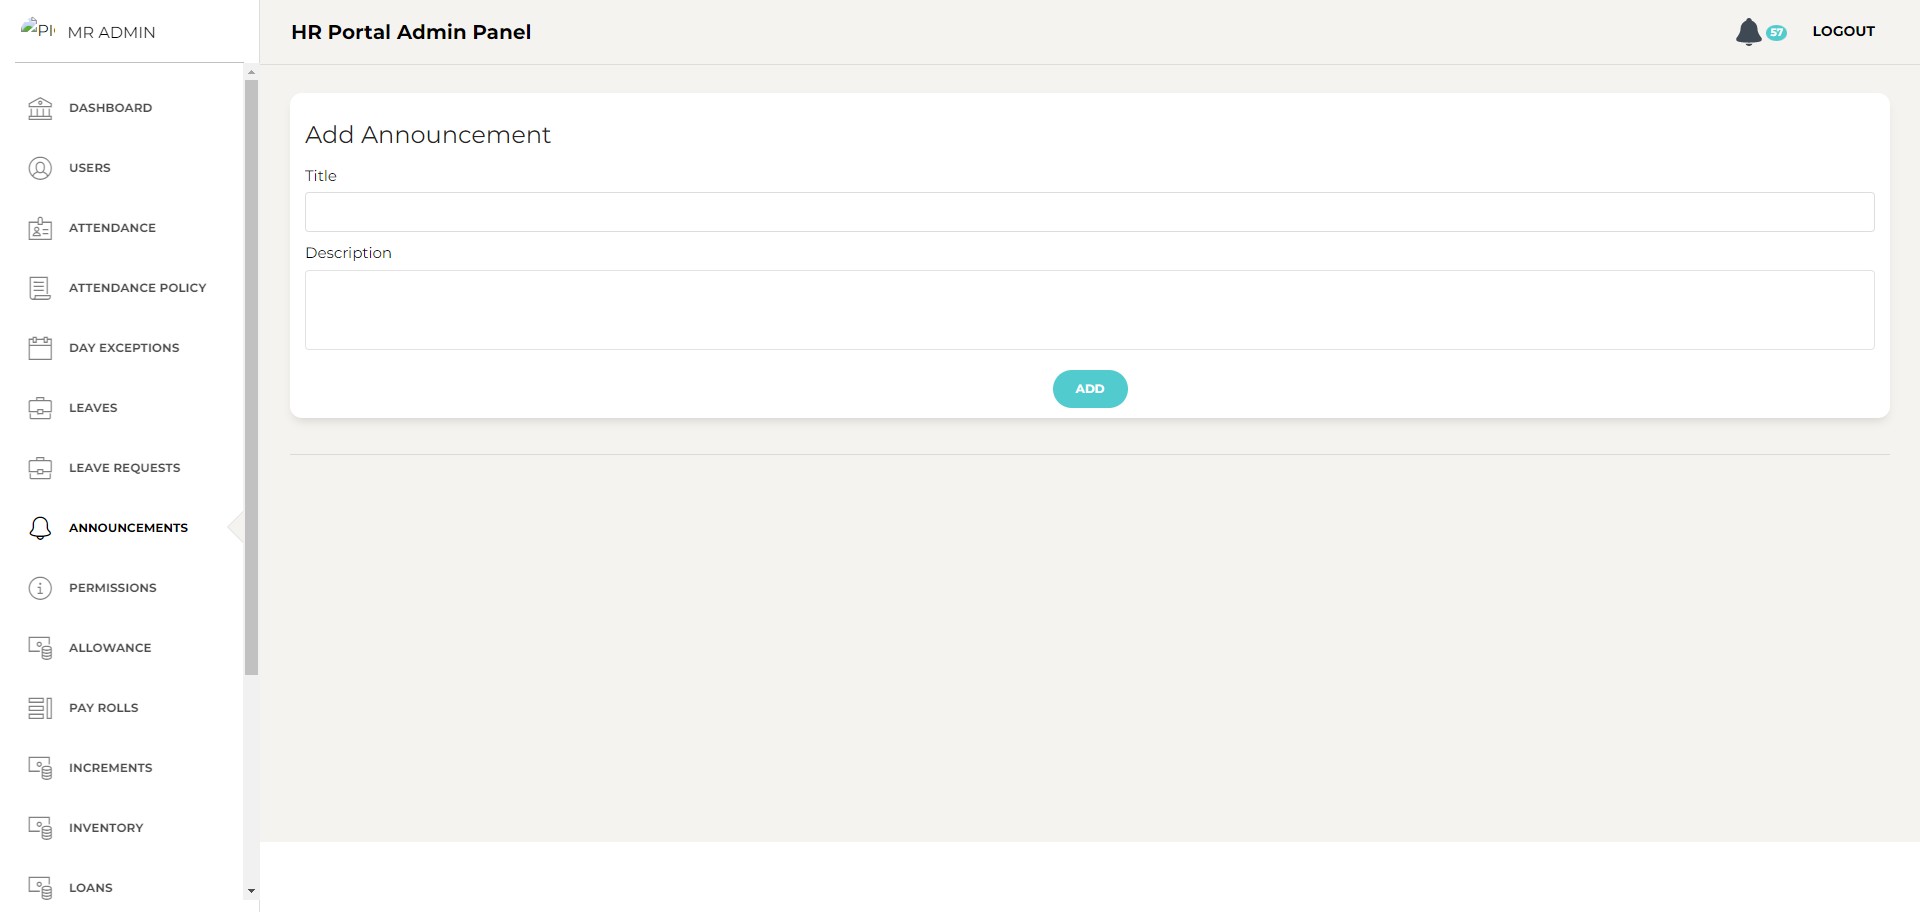 MR ADMIN
HR Portal Admin Panel
57
LOGOUT
DASHBOARD
USERS
ATTENDANCE
ATTENDANCE POLICY
DAY EXCEPTIONS
LEAVES
LEAVE REQUESTS
ANNOUNCEMENTS
PERMISSIONS
ALLOWANCE
PAY ROLLS
INCREMENTS
INVENTORY
LOANS
Add Announcement
Title
Description
ADD